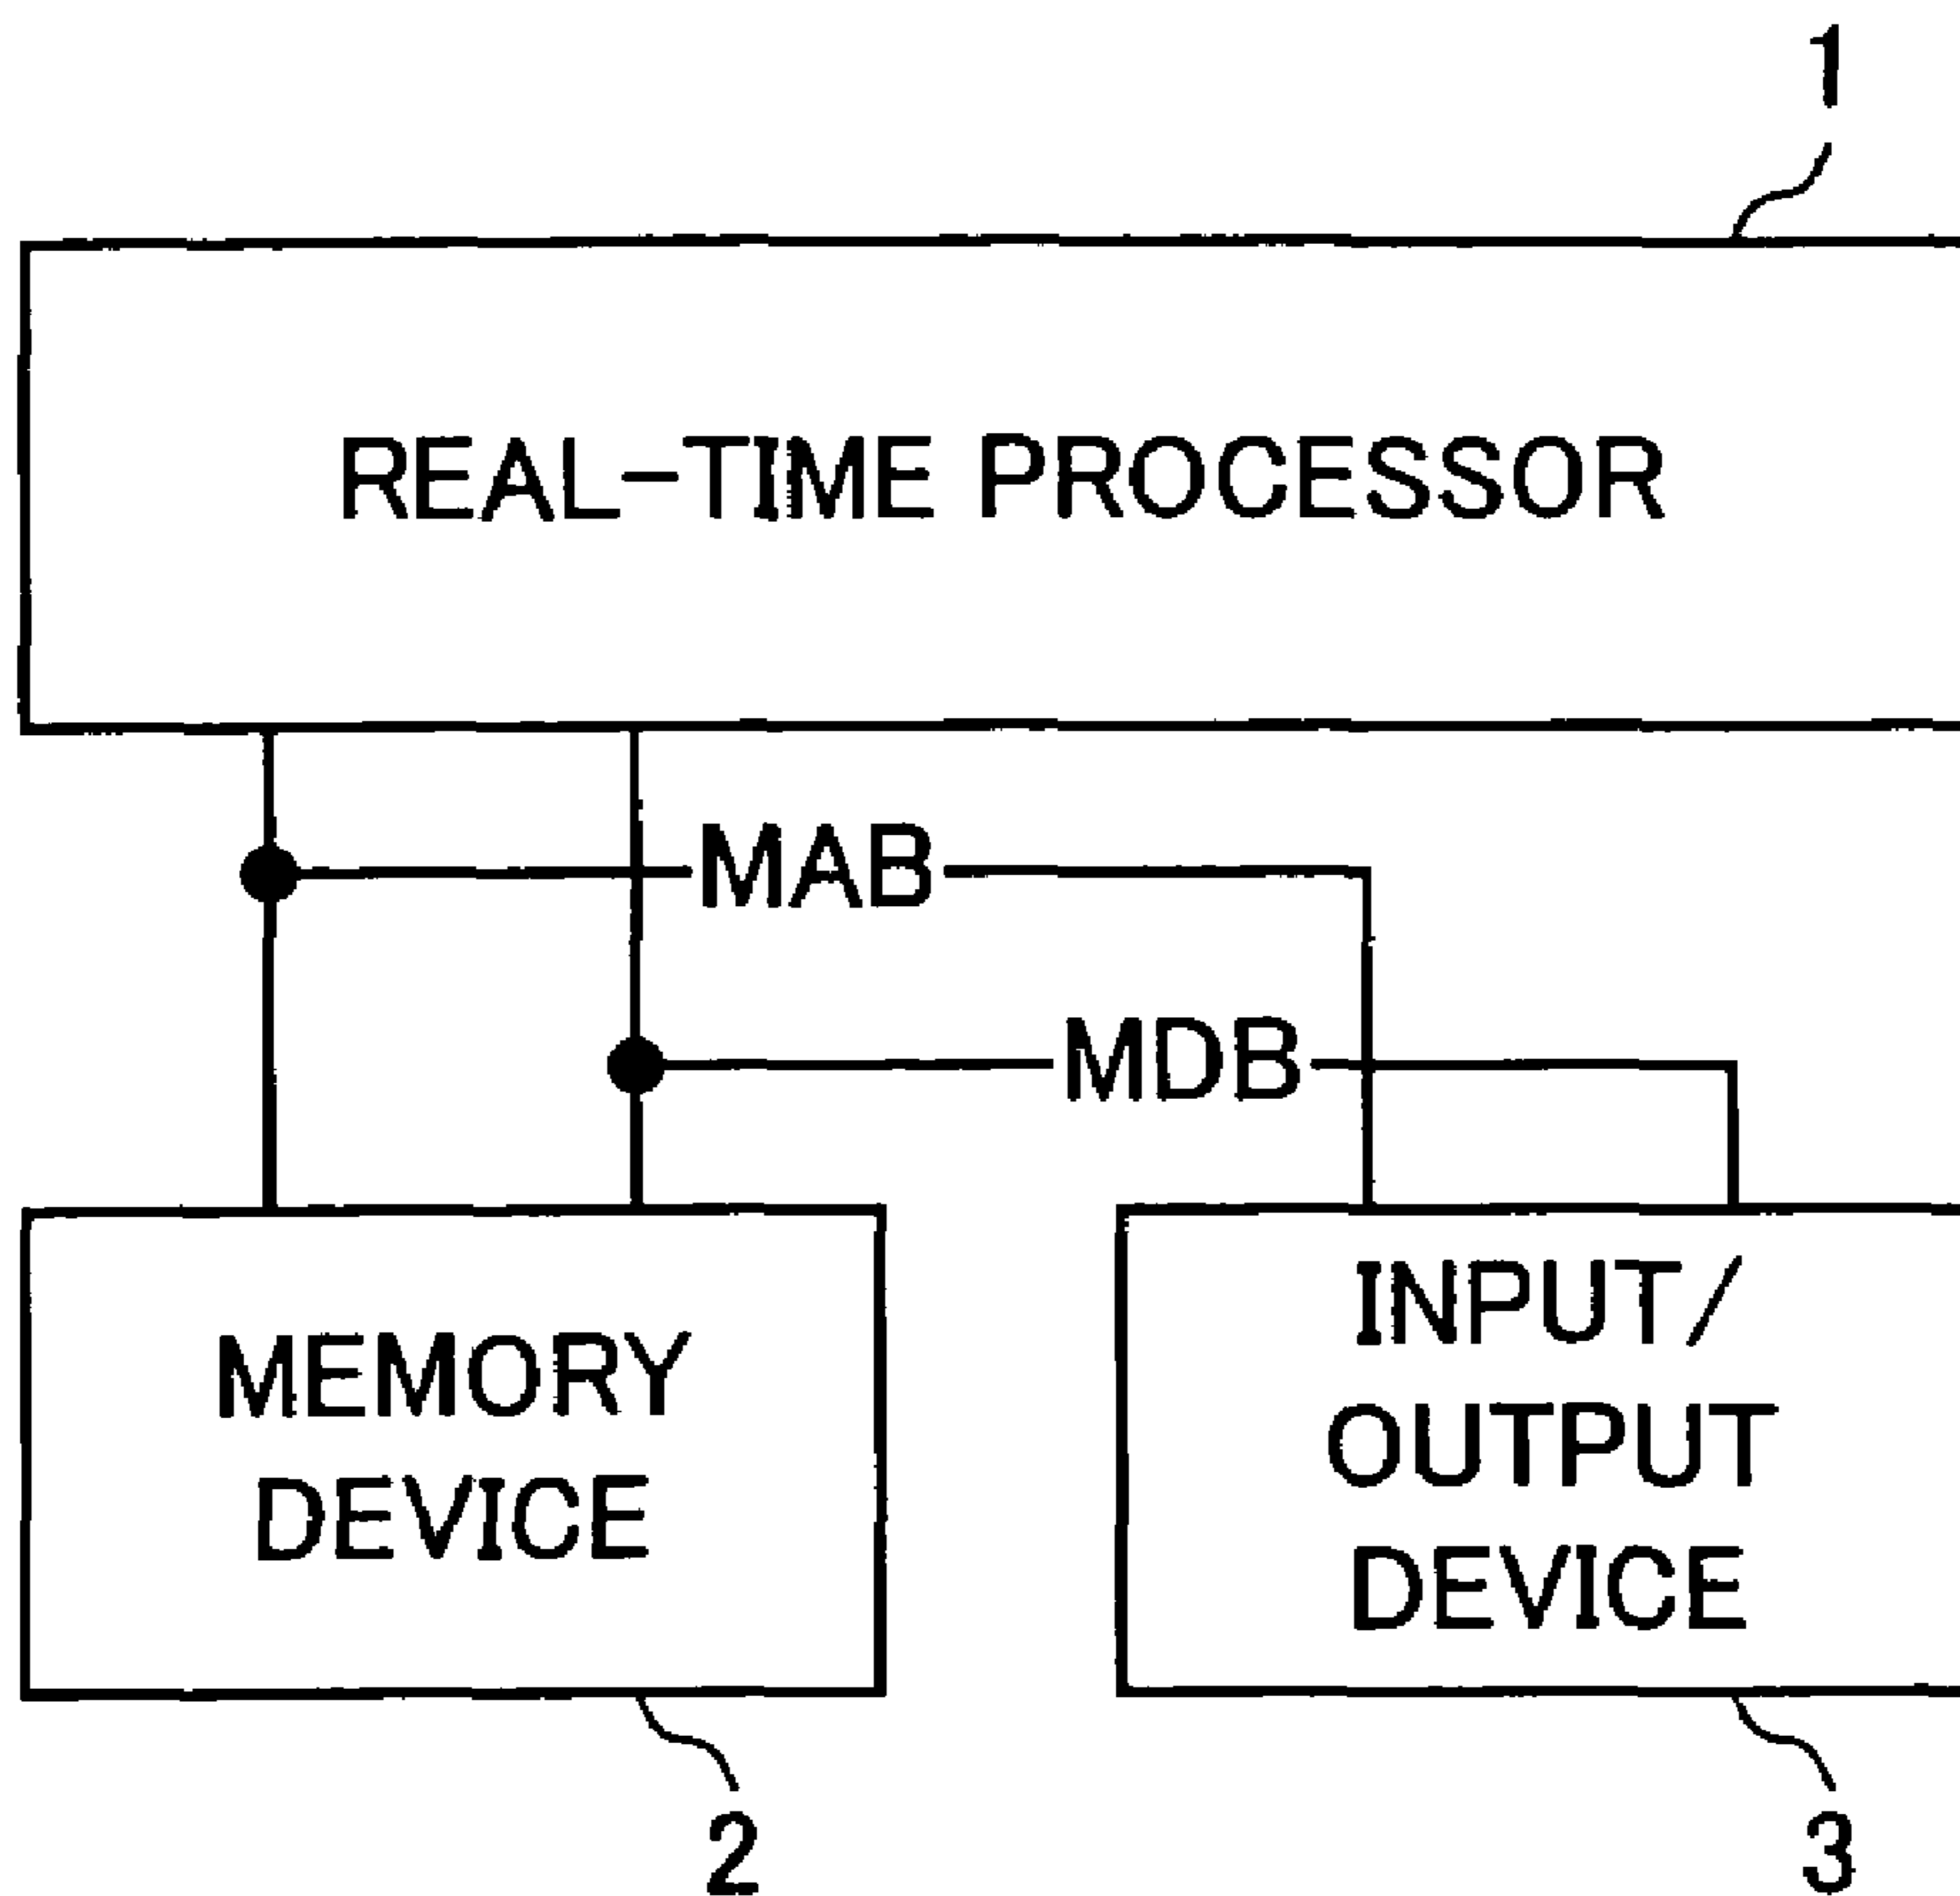 1
REAL-TIME PROCESSOR
MAB
MDB
MEMORY
DEVICE
INPUT/
OUTPUT
DEVICE
2
3